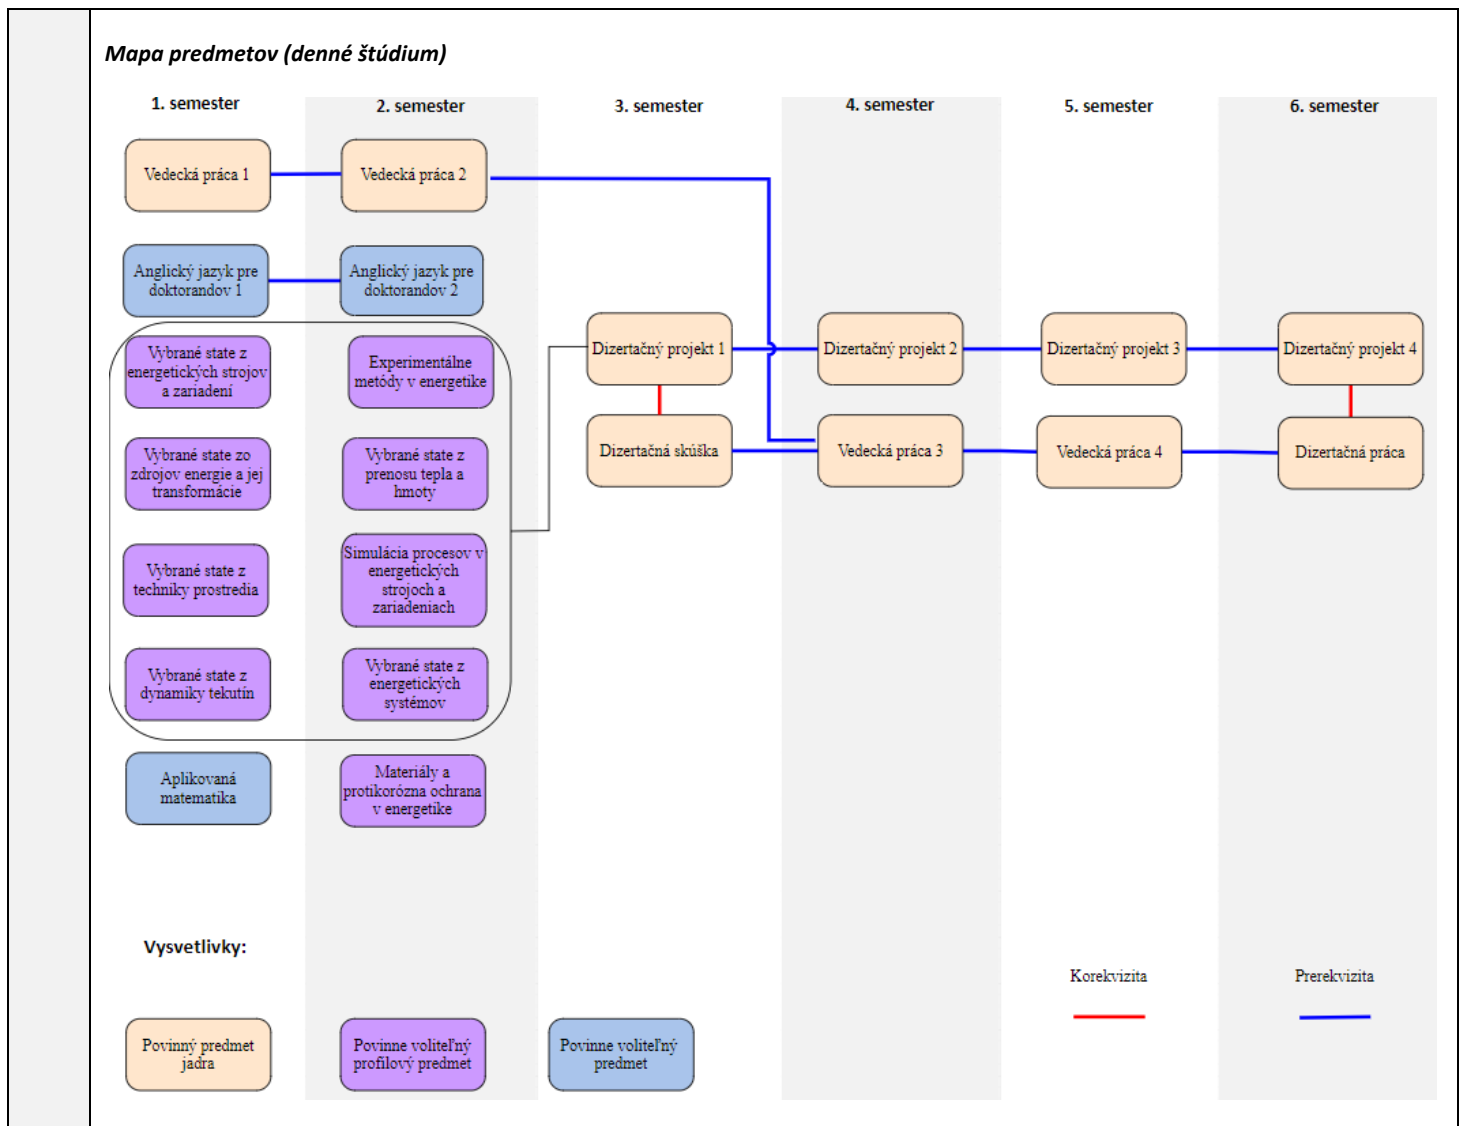 Mapa predmetov (denné štúdium)
1. semester
2. semester
3. semester
4. semester
5. semester
6. semester
Vedecká práca 1
Vedecká práca 2
Anglický jazyk pre
doktorandov 1
Anglický jazyk pre
doktorandov 2
Vybrané state z
energetických strojov
a zariadení
Experimentálne
metódy v energetike
Dizertačný projekt 1
Dizertačný projekt 2
Dizertačný projekt 3
Dizertačný projekt 4
Vybrané state zo
zdrojov energie a jej
transformácie
Vybrané state z
prenosu tepla a
hmoty
Dizertačná skúška
Vedecká práca 3
Vedecká práca 4
Dizertačná práca
Vybrané state z
techniky prostredia
Simulácia procesov v
energetických
strojoch a
zariadeniach
Vybrané state z
dynamiky tekutín
Vybrané state z
energetických
systémov
Aplikovaná
matematika
Materiály a
protikorózna ochrana
v energetike
Vysvetlivky:
Korekvizita
Prerekvizita
Povinný predmet
jadra
Povinne voliteľný
profilový predmet
Povinne voliteľný
predmet